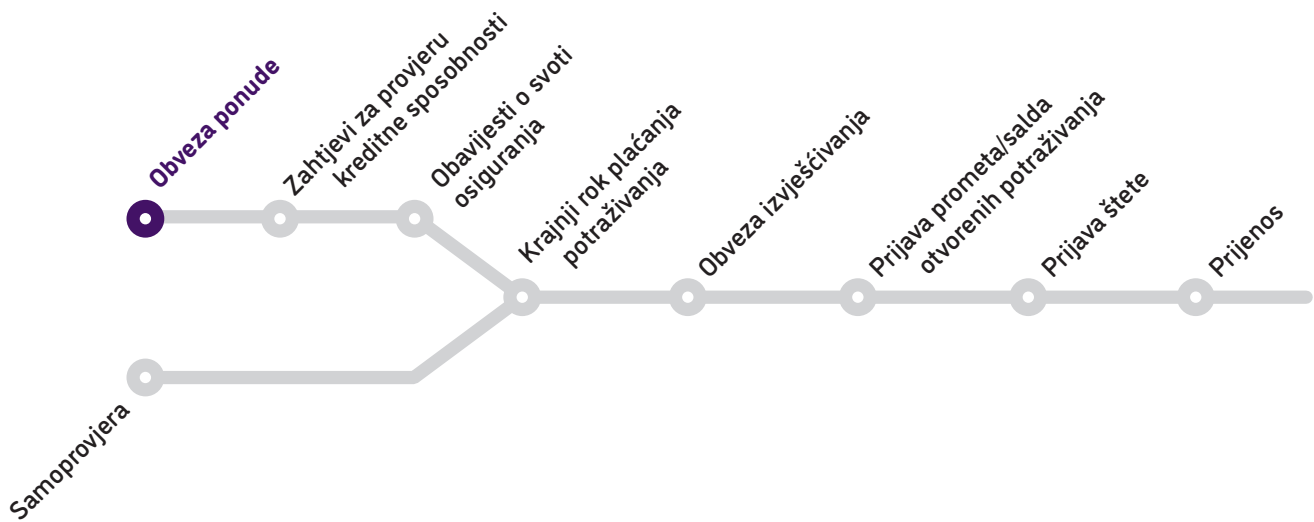 Obveza ponude
Zahtjevi za provjeru
kreditne sposobnosti
Obavijesti o svoti
osiguranja
Krajnji rok plaćanja
potraživanja
Obveza izvješćivanja
Prijava prometa/salda
otvorenih potraživanja
Prijava štete
Prijenos
Samoprovjera